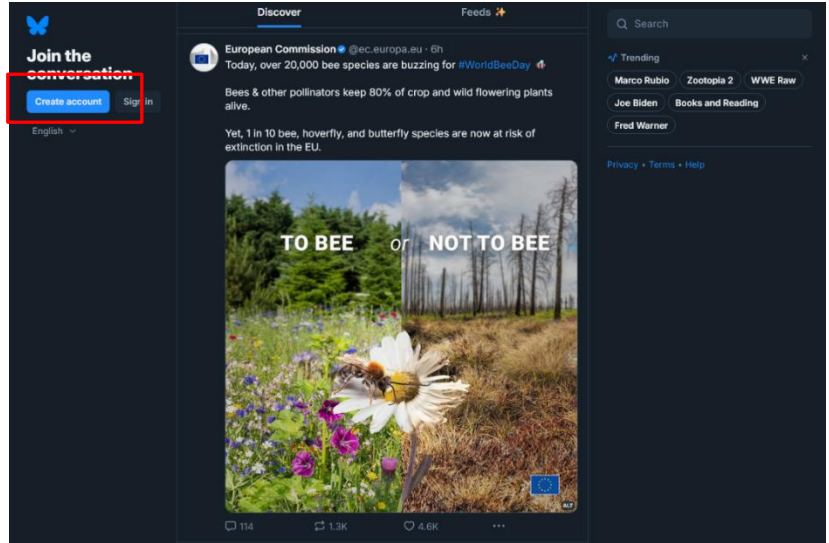 Discover
Feeds ✨
Search
Join the
conversation
Create account
Sign in
English
European Commission @ec.europa.eu · 6h
Today, over 20,000 bee species are buzzing for #WorldBeeDay 🐝
Bees & other pollinators keep 80% of crop and wild flowering plants
alive.
Yet, 1 in 10 bee, hoverfly, and butterfly species are now at risk of
extinction in the EU.
TO BEE or NOT TO BEE
ALT
114
1.3K
4.6K
Trending
Marco Rubio
Zootopia 2
WWE Raw
Joe Biden
Books and Reading
Fred Warner
Privacy • Terms • Help